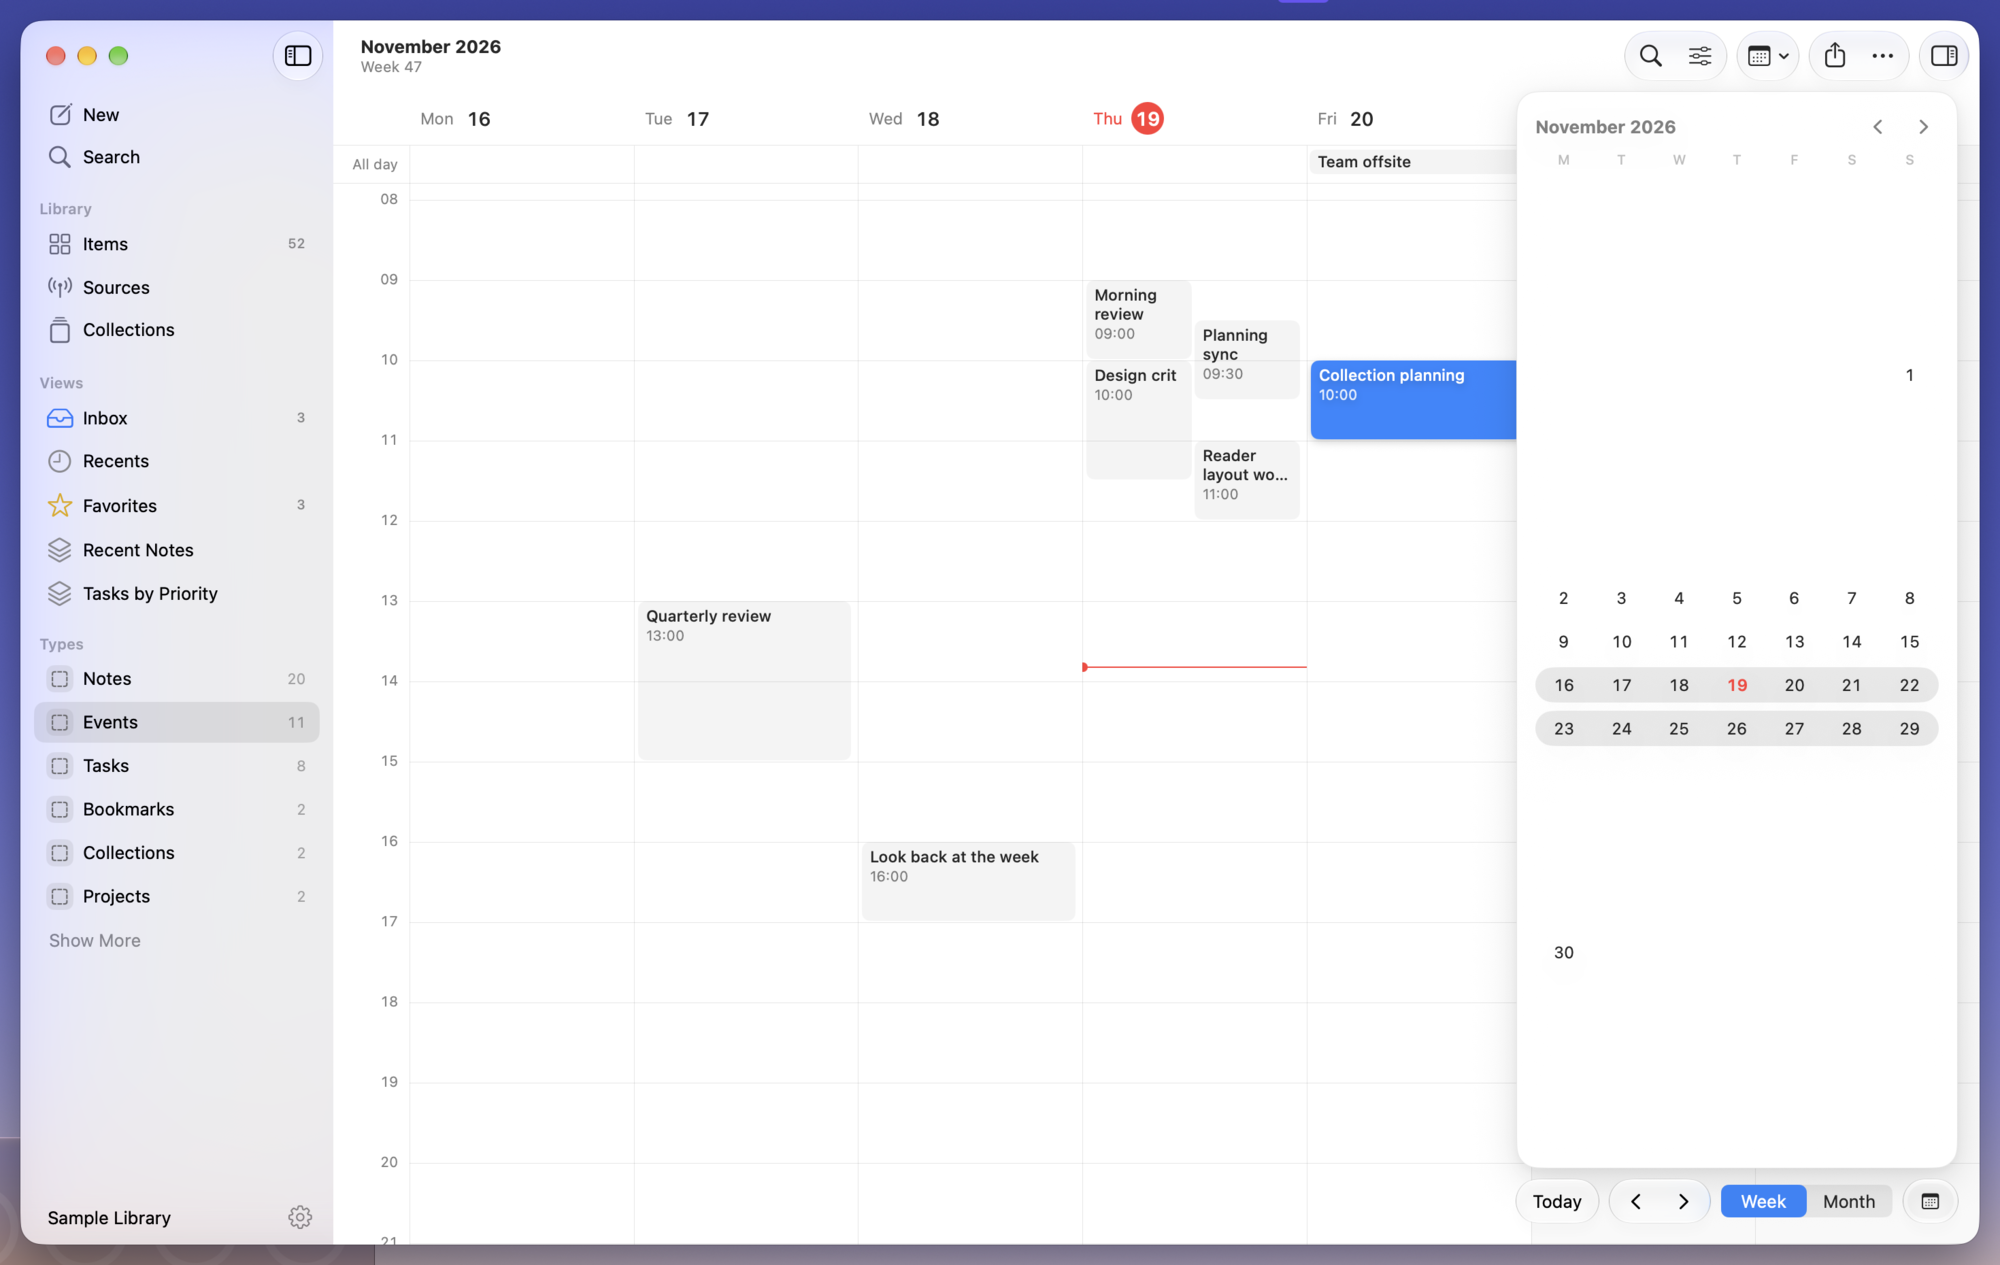 New
Search
Library
Items 52
Sources
Collections
Views
Inbox 3
Recents
Favorites 3
Recent Notes
Tasks by Priority
Types
Notes 20
Events 11
Tasks 8
Bookmarks 2
Collections 2
Projects 2
Show More
Sample Library
November 2026
Week 47
Mon 16
Tue 17
Wed 18
Thu 19
Fri 20
All day
Team offsite
08
09
10
11
12
13
14
15
16
17
18
19
20
21
Quarterly review
13:00
Look back at the week
16:00
Morning
review
09:00
Planning
sync
09:30
Design crit
10:00
Reader
layout wo...
11:00
Collection planning
10:00
November 2026
M T W T F S S
1
2 3 4 5 6 7 8
9 10 11 12 13 14 15
16 17 18 19 20 21 22
23 24 25 26 27 28 29
30
Today
Week Month